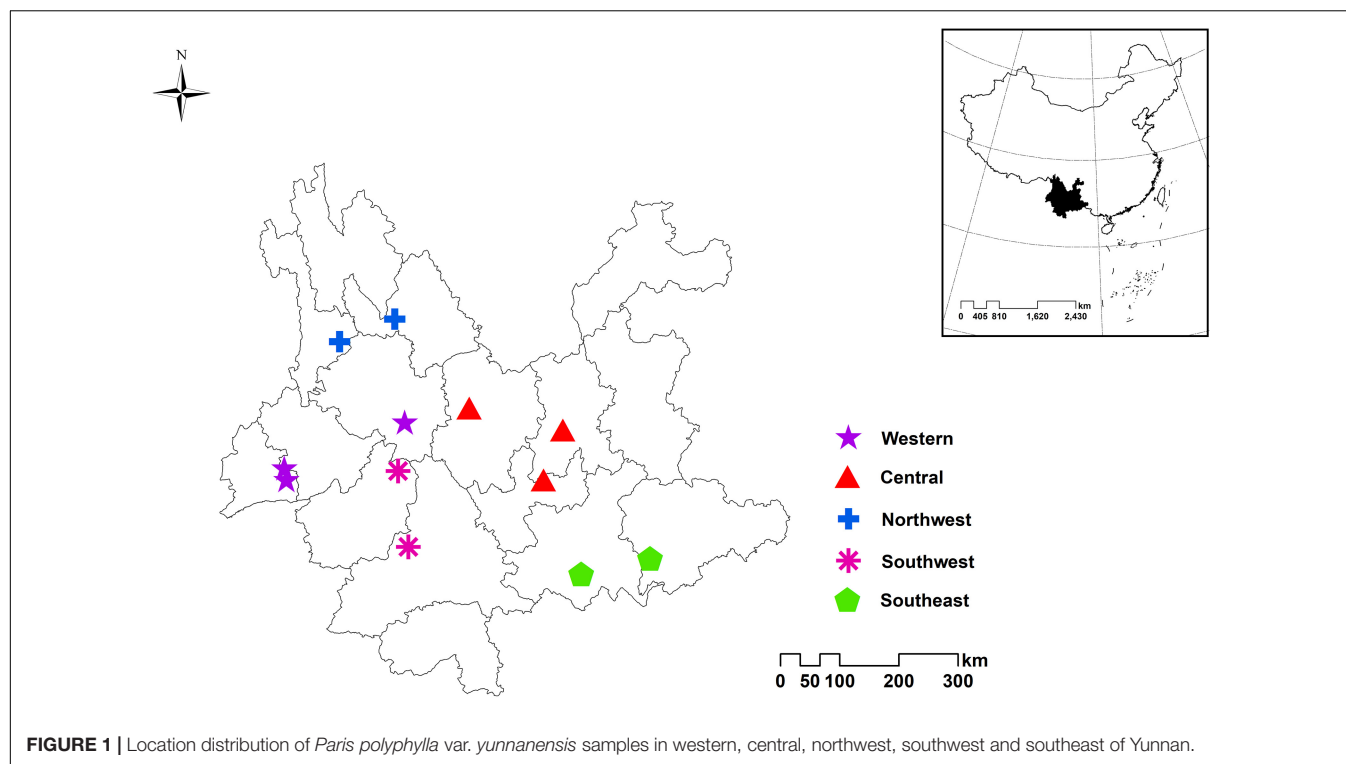 N
km
0 405 810 1,620 2,430
Western
Central
Northwest
Southwest
Southeast
km
0 50 100 200 300
FIGURE 1 | Location distribution of Paris polyphylla var. yunnanensis samples in western, central, northwest, southwest and southeast of Yunnan.